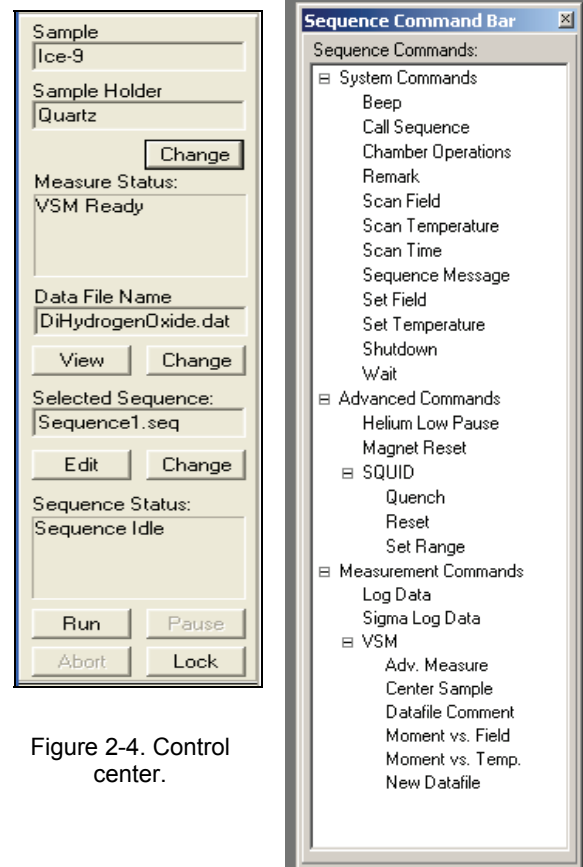 Sample
Ice-9
Sample Holder
Quartz
Change
Measure Status:
VSM Ready
Data File Name
DiHydrogenOxide.dat
View Change
Selected Sequence:
Sequence1.seq
Edit Change
Sequence Status:
Sequence Idle
Run Pause
Abort Lock
Figure 2-4. Control
center.
Sequence Command Bar
Sequence Commands:
System Commands
Beep
Call Sequence
Chamber Operations
Remark
Scan Field
Scan Temperature
Scan Time
Sequence Message
Set Field
Set Temperature
Shutdown
Wait
Advanced Commands
Helium Low Pause
Magnet Reset
SQUID
Quench
Reset
Set Range
Measurement Commands
Log Data
Sigma Log Data
VSM
Adv. Measure
Center Sample
Datafile Comment
Moment vs. Field
Moment vs. Temp.
New Datafile